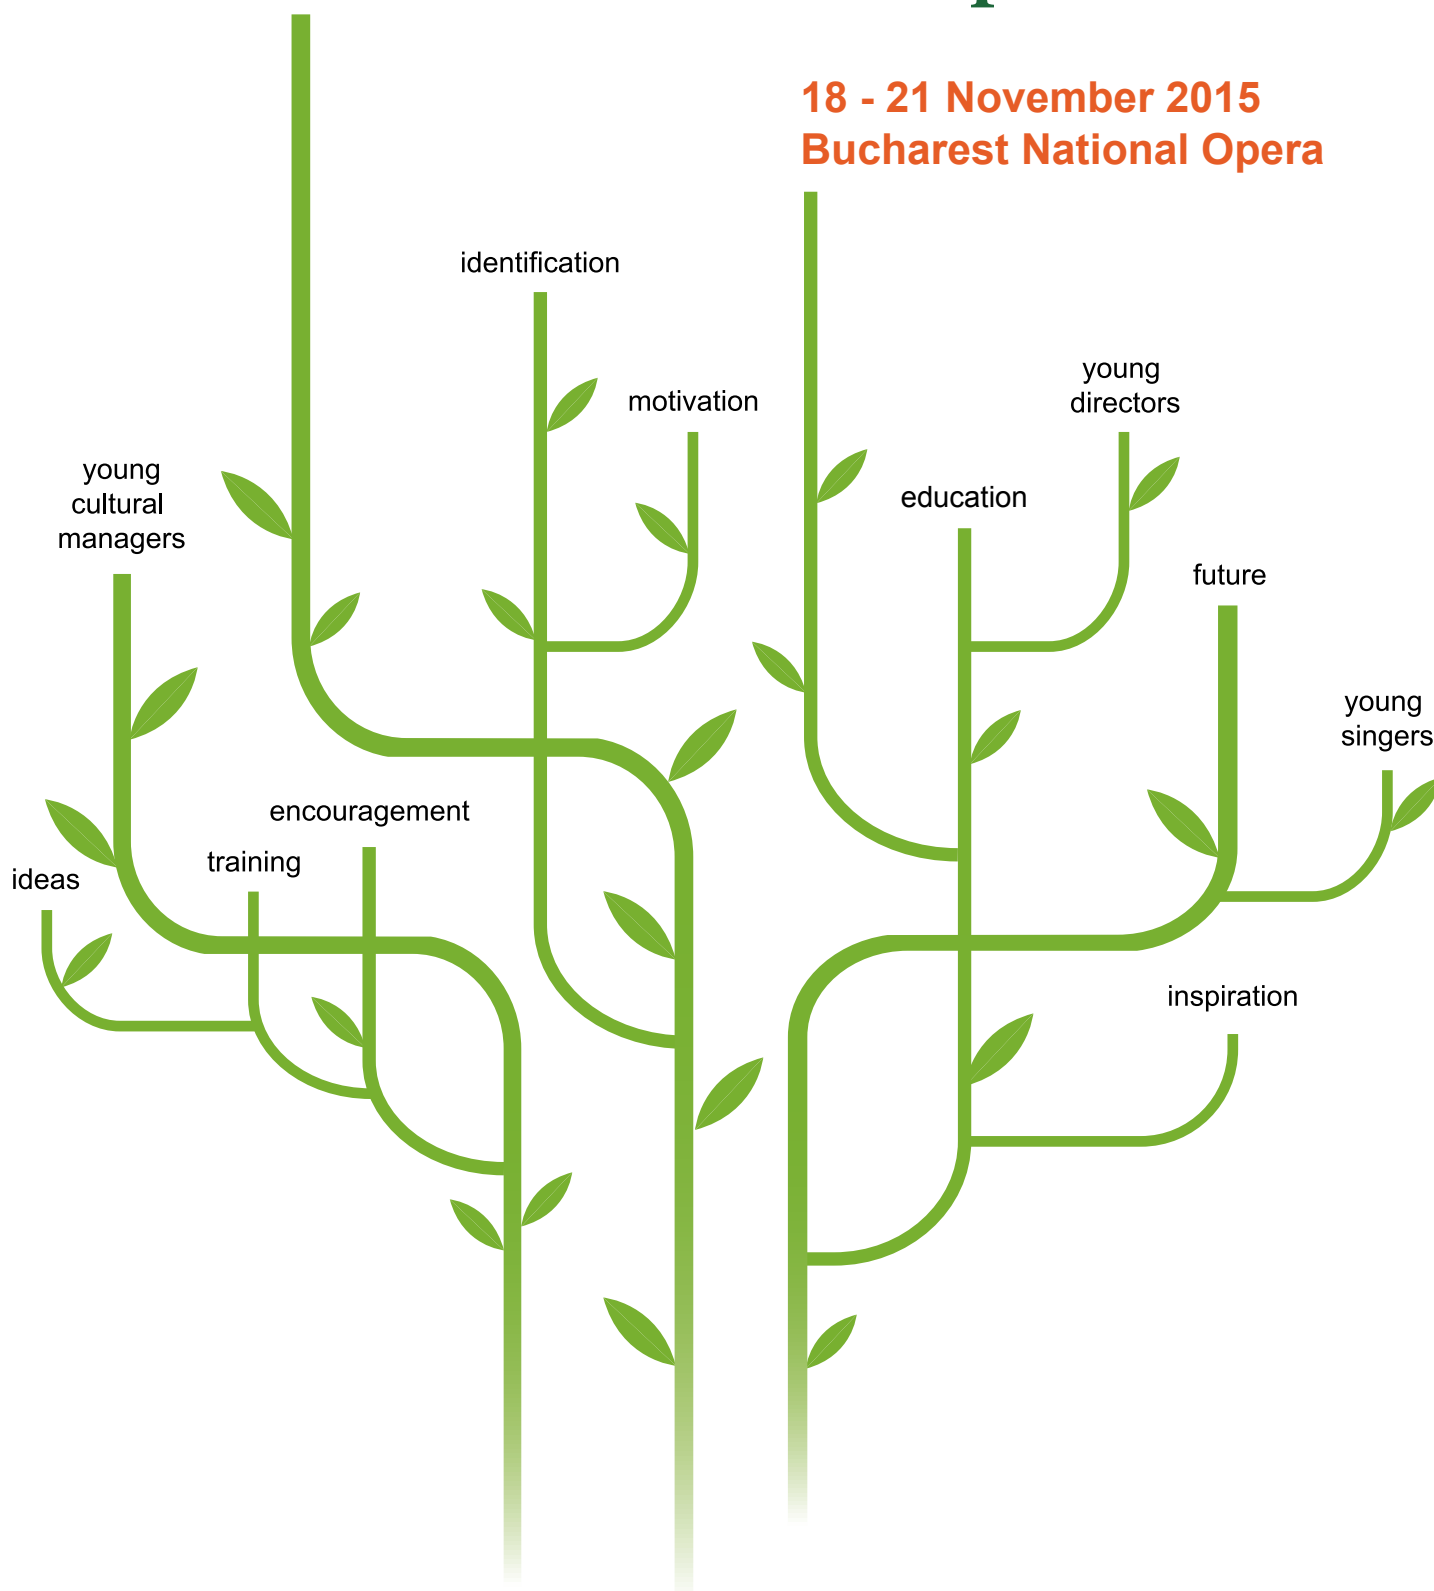 18 - 21 November 2015
Bucharest National Opera
identification
motivation
young
directors
young
cultural
managers
education
future
young
singers
encouragement
training
ideas
inspiration